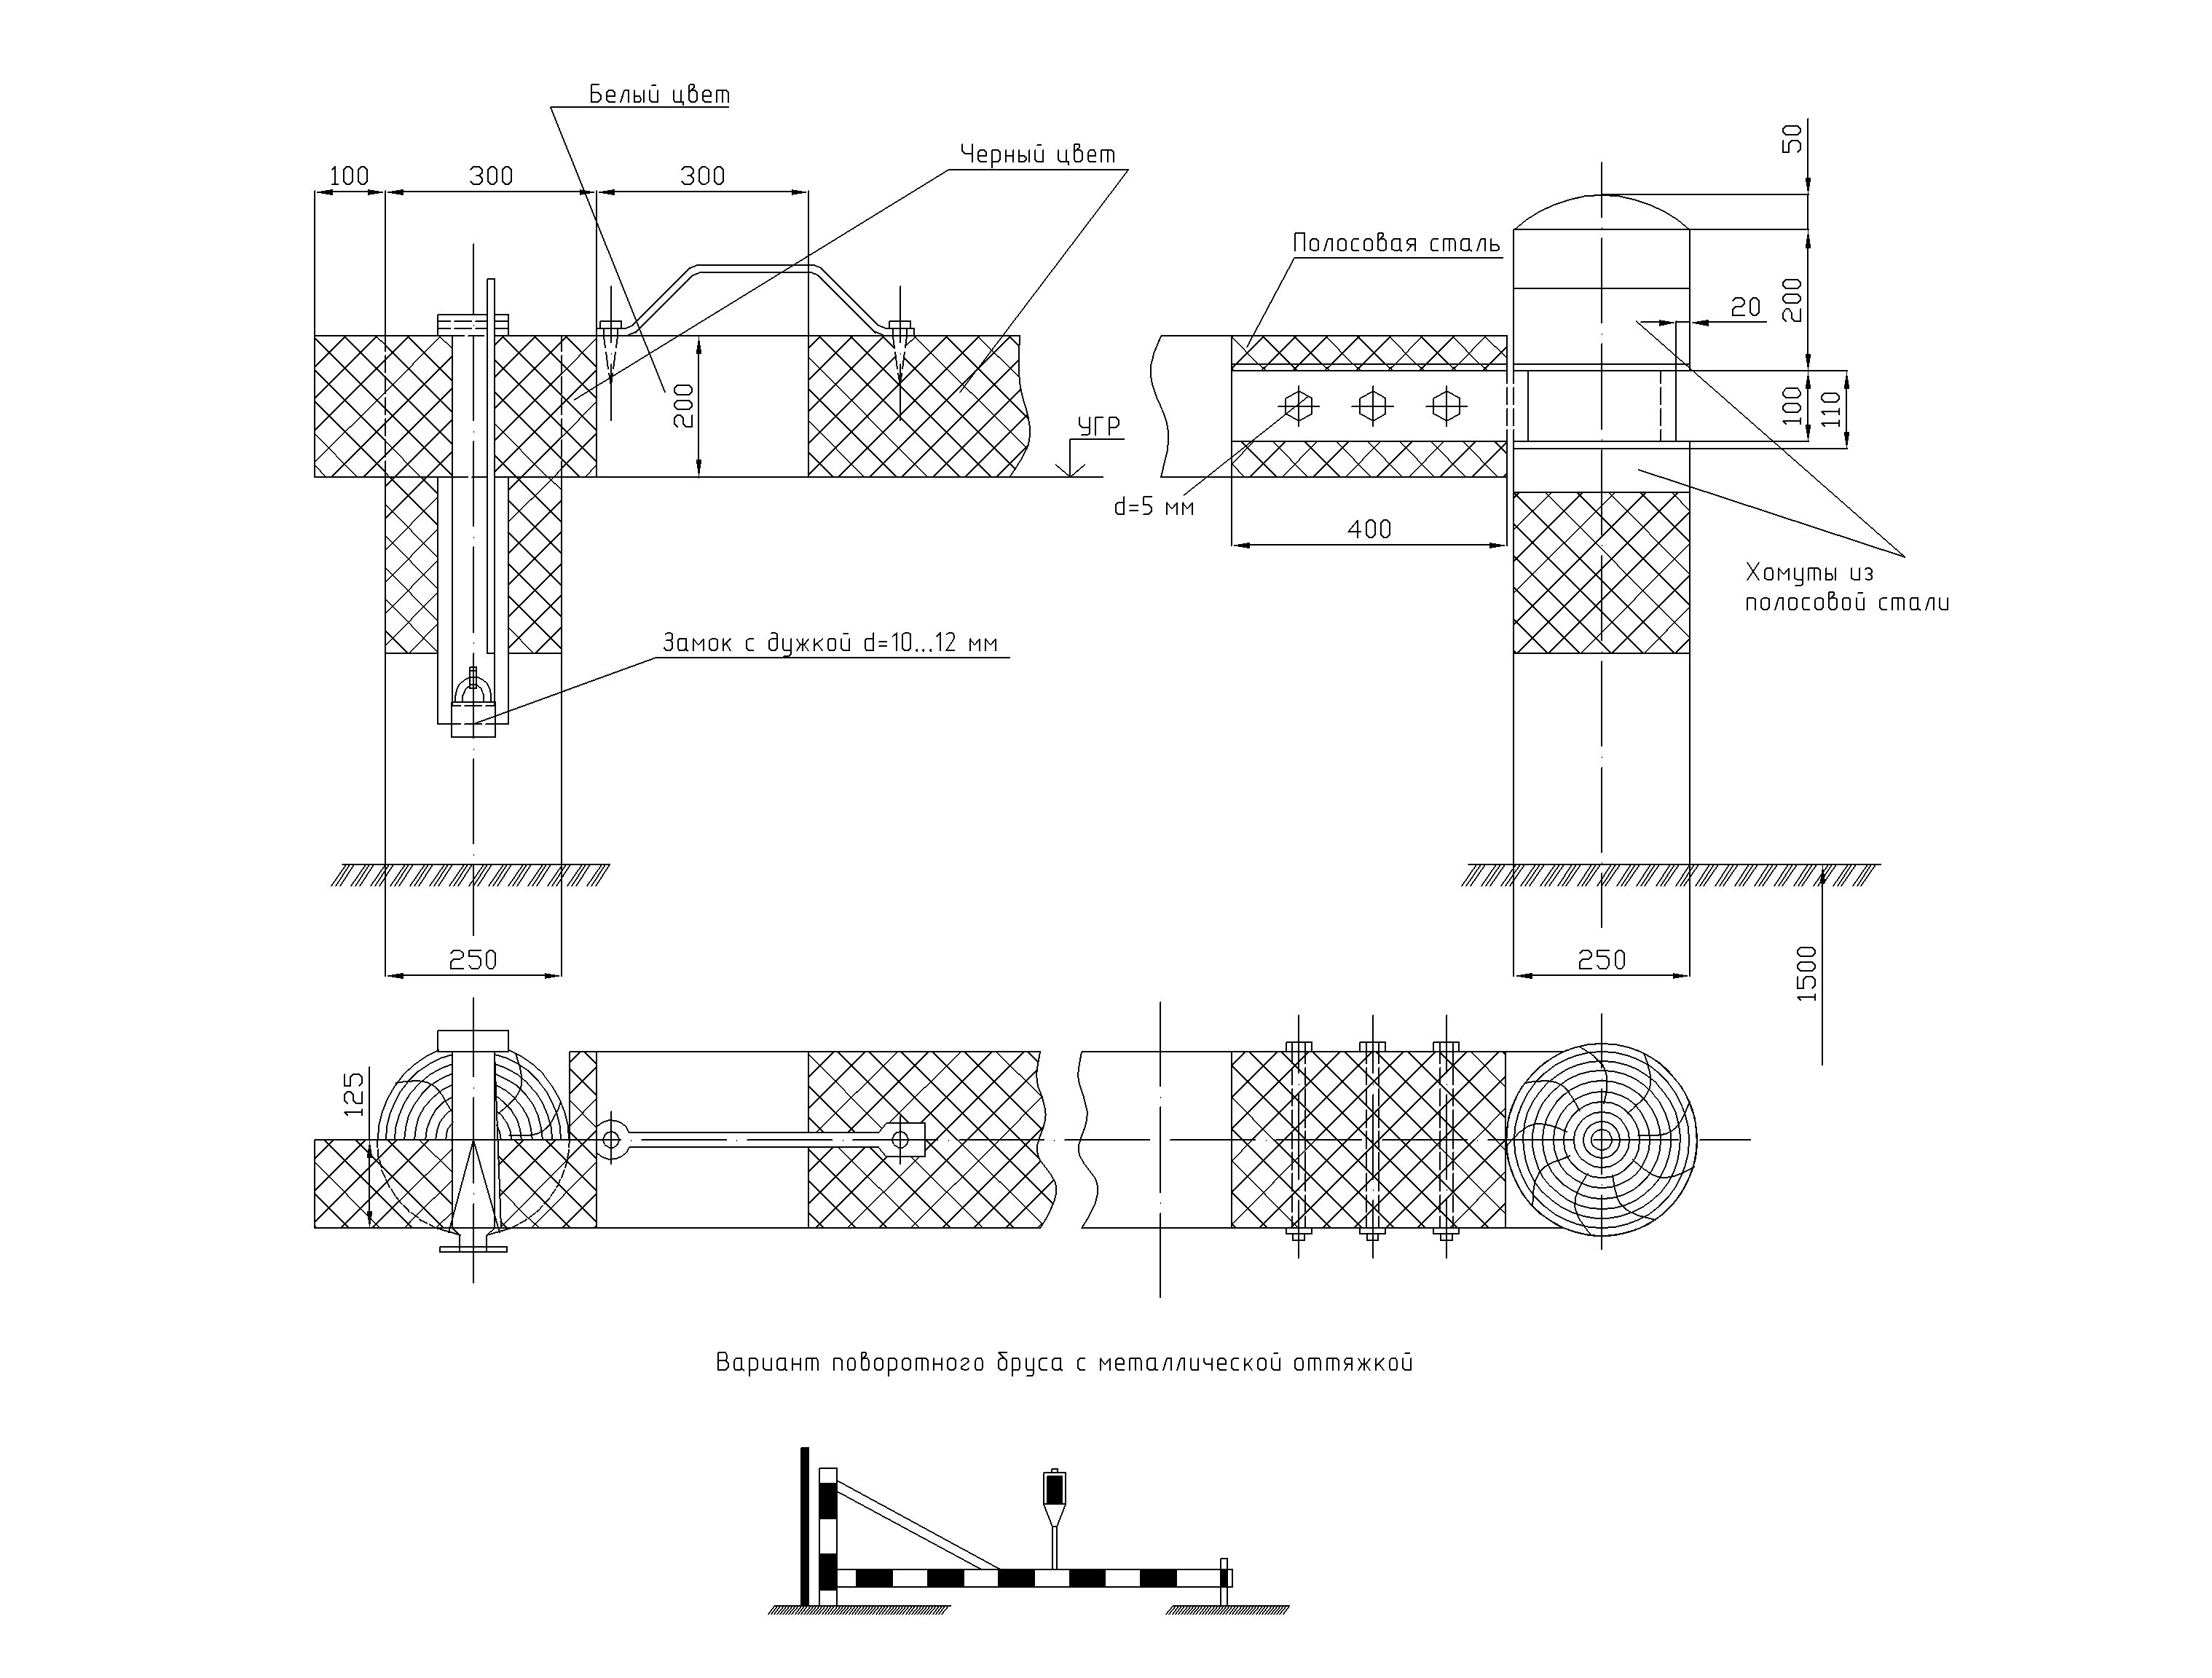 Белый цвет
Черный цвет
50
100
300
300
Полосовая сталь
200
20
200
100
110
УГР
d=5 мм
400
Хомуты из
полосовой стали
Замок с дужкой d=10...12 мм
250
250
1500
125
Вариант поворотного бруса с металлической оттяжкой